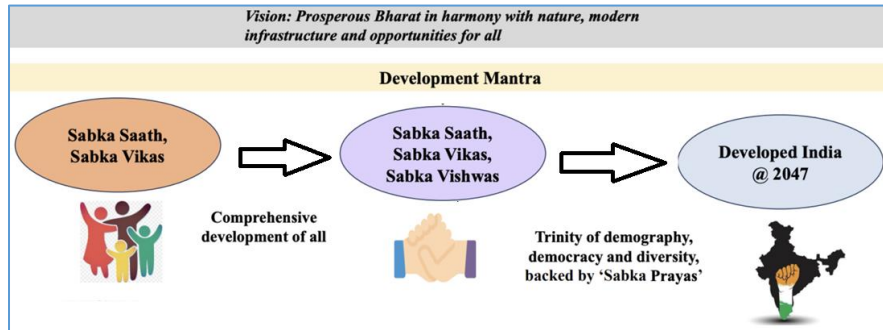 Vision: Prosperous Bharat in harmony with nature, modern
infrastructure and opportunities for all
Development Mantra
Sabka Saath,
Sabka Vikas
Sabka Saath,
Sabka Vikas,
Sabka Vishwas
Developed India
@ 2047
Comprehensive
development of all
Trinity of demography,
democracy and diversity,
backed by ‘Sabka Prayas’